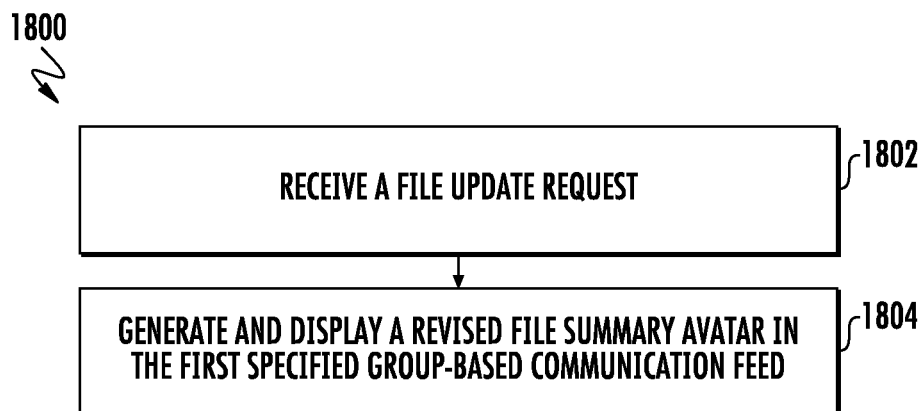 1800
RECEIVE A FILE UPDATE REQUEST
1802
GENERATE AND DISPLAY A REVISED FILE SUMMARY AVATAR IN
THE FIRST SPECIFIED GROUP-BASED COMMUNICATION FEED
1804